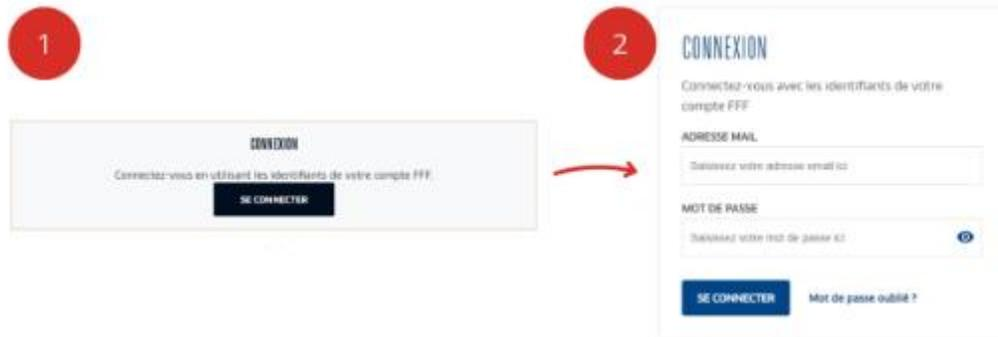 1
CONNEXION
Connectez-vous en utilisant les identifiants de votre compte FFF.
SE CONNECTER
2
CONNEXION
Connectez-vous avec les identifiants de votre
compte FFF
ADRESSE MAIL
Saisissez votre adresse email ici
MOT DE PASSE
Saisissez votre mot de passe ici
SE CONNECTER
Mot de passe oublié ?